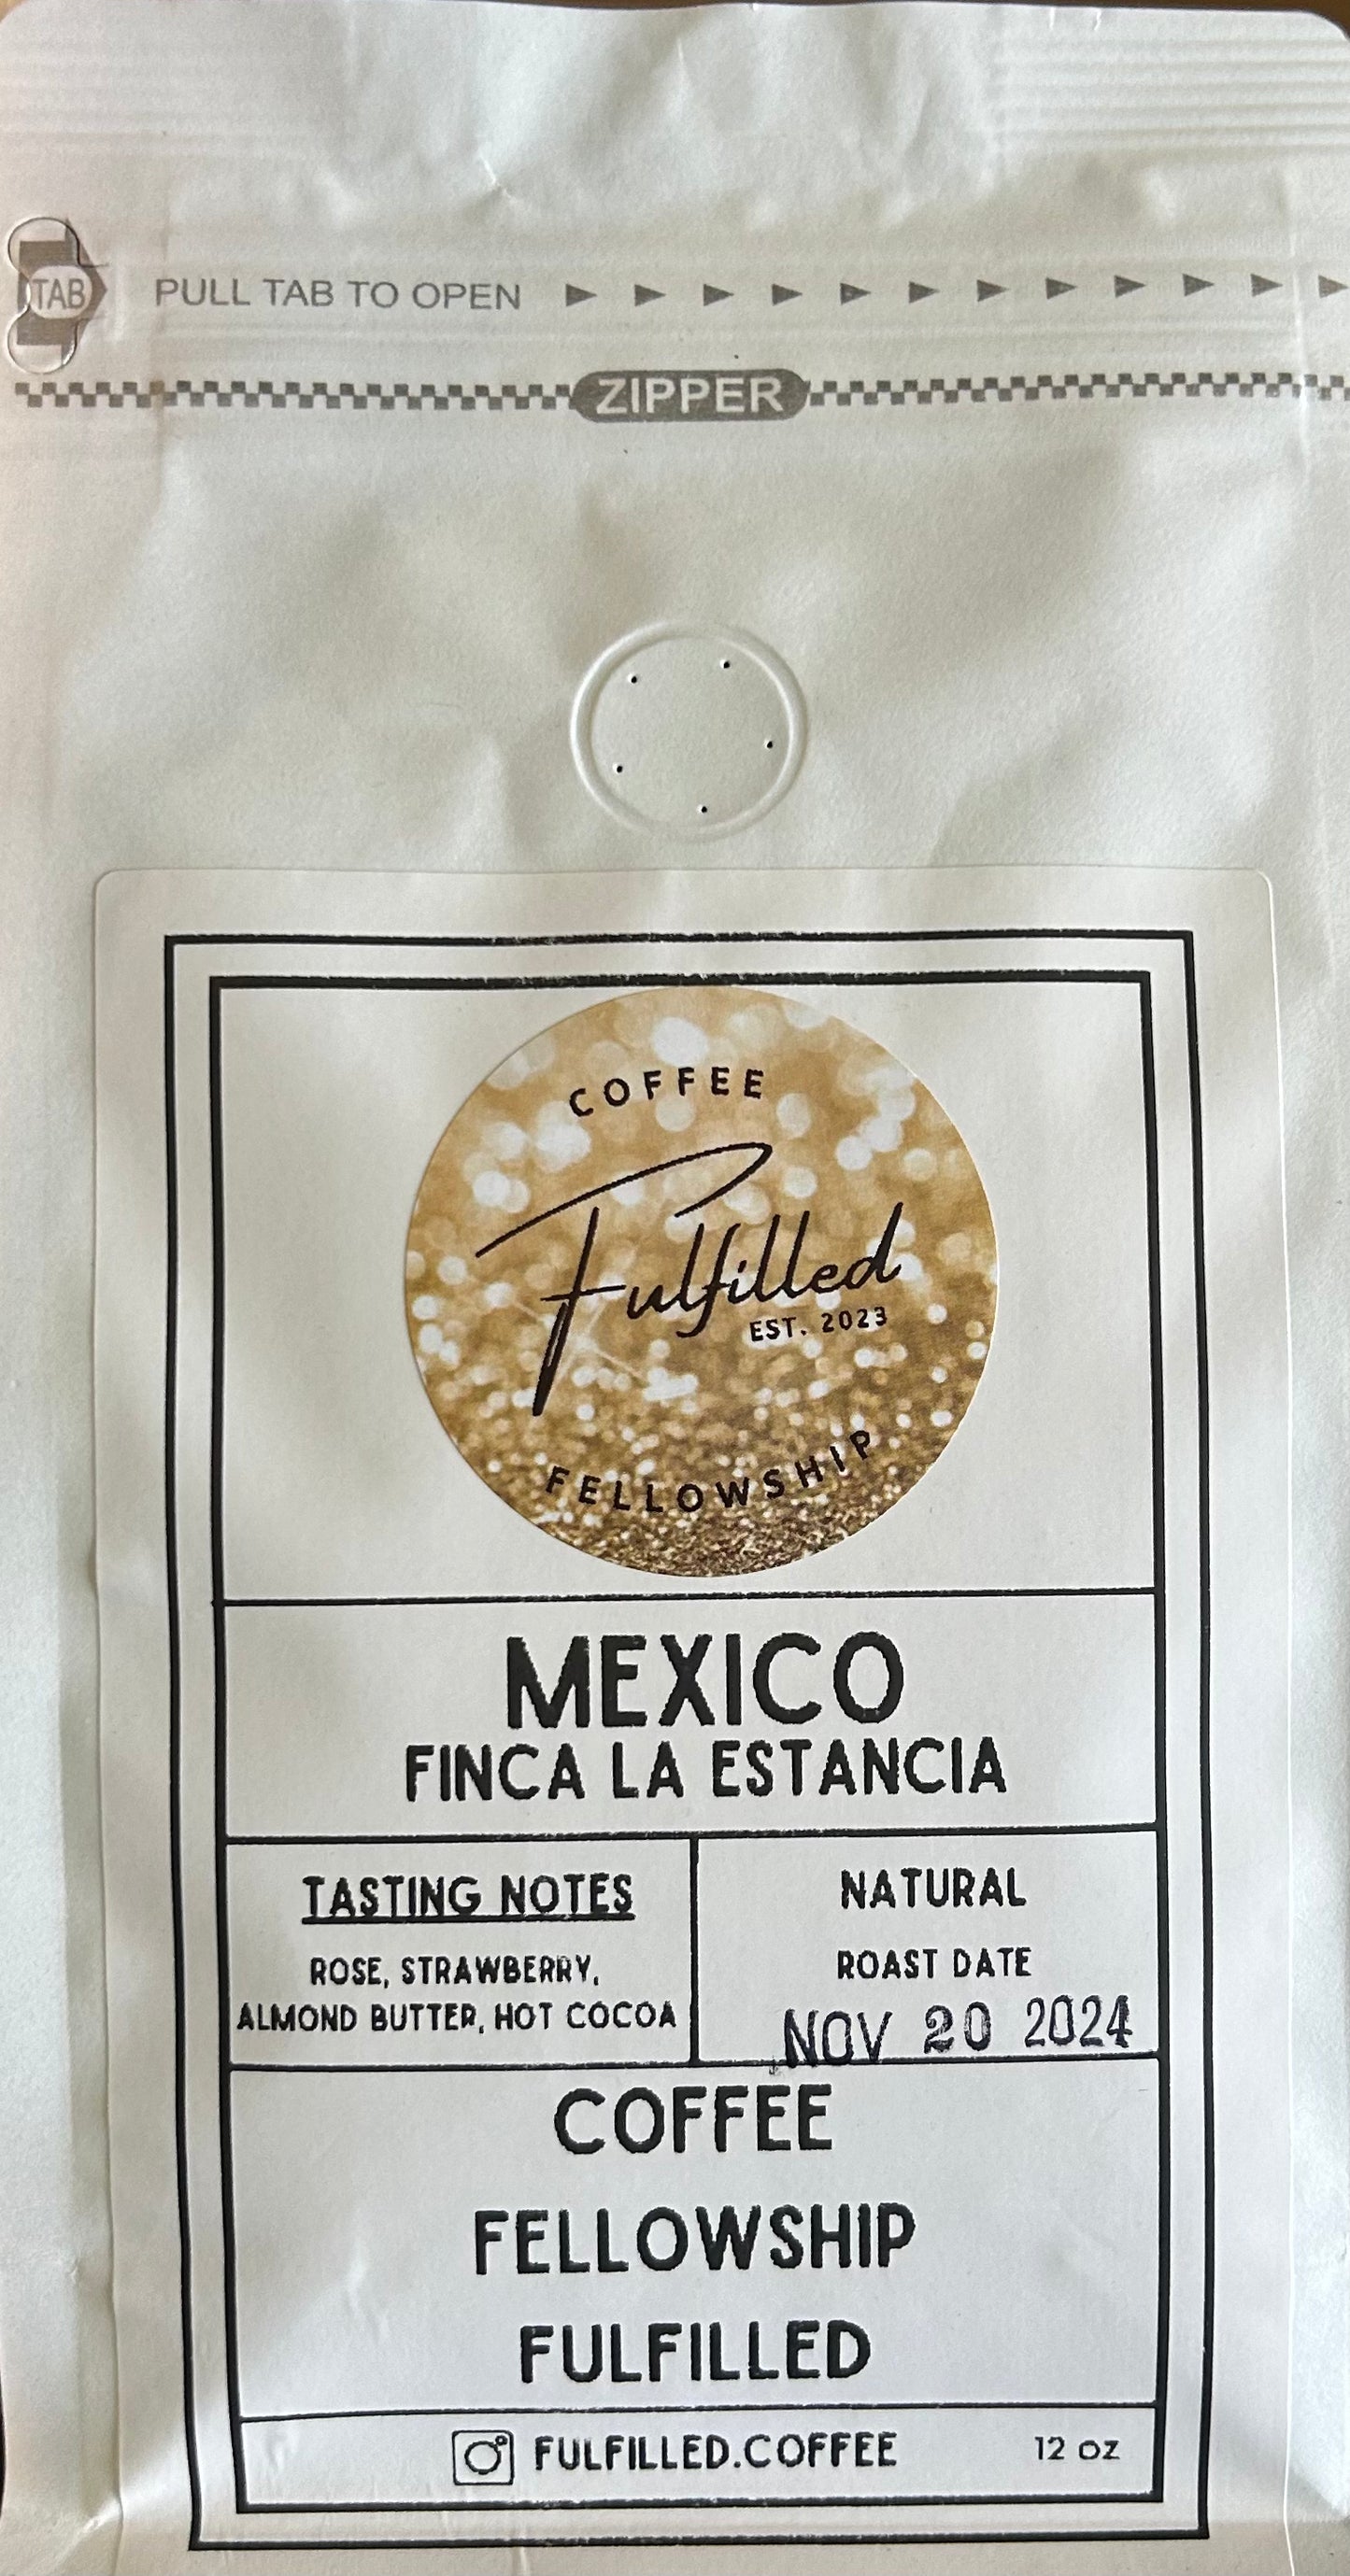 TAB
PULL TAB TO OPEN
ZIPPER
COFFEE
Fulfilled
EST. 2023
FELLOWSHIP
MEXICO
FINCA LA ESTANCIA
TASTING NOTES
ROSE, STRAWBERRY,
ALMOND BUTTER, HOT COCOA
NATURAL
ROAST DATE
NOV 20 2024
COFFEE
FELLOWSHIP
FULFILLED
FULFILLED.COFFEE
12 oz